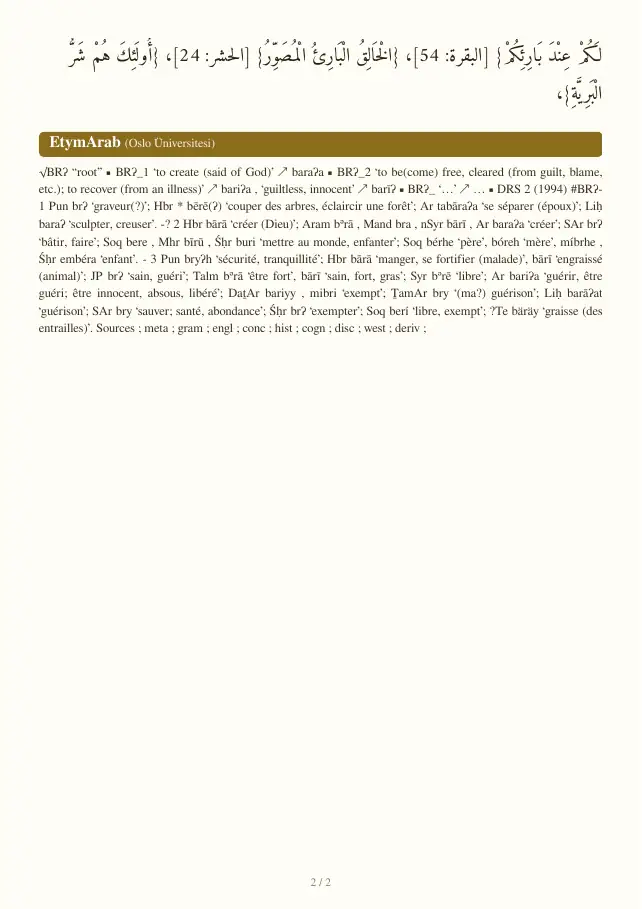 لَكُمْ عِنْدَ بَارِئِكُمْ} [البقرة: 54]، {الْخَالِقُ الْبَارِئُ الْمُصَوِّرُ} [الحشر: 24]، {أُولَئِكَ هُمْ شَرُّ
الْبَرِيَّةِ}،
EtymArab (Oslo Üniversitesi)
√BRʔ “root” ▪ BRʔ_1 ‘to create (said of God)’ ↗ baraʔa ▪ BRʔ_2 ‘to be(come) free, cleared (from guilt, blame,
etc.); to recover (from an illness)’ ↗ bariʔa , ‘guiltless, innocent’ ↗ barīʔ ▪ BRʔ_ ‘…’ ↗ … ▪ DRS 2 (1994) #BRʔ-
1 Pun brʔ ‘graveur(?)’; Hbr * bērē(ʔ) ‘couper des arbres, éclaircir une forêt’; Ar tabāraʔa ‘se séparer (époux)’; Liḥ
baraʔ ‘sculpter, creuser’. -? 2 Hbr bārā ‘créer (Dieu)’; Aram bᵊrā , Mand bra , nSyr bārī , Ar baraʔa ‘créer’; SAr brʔ
‘bâtir, faire’; Soq bere , Mhr bīrū , Śḥr buri ‘mettre au monde, enfanter’; Soq bérhe ‘père’, bóreh ‘mère’, míbrhe ,
Śḥr embéra ‘enfant’. - 3 Pun bryʔh ‘sécurité, tranquillité’; Hbr bārā ‘manger, se fortifier (malade)’, bārī ‘engraissé
(animal)’; JP brʔ ‘sain, guéri’; Talm bᵊrā ‘être fort’, bārī ‘sain, fort, gras’; Syr bᵊrē ‘libre’; Ar bariʔa ‘guérir, être
guéri; être innocent, absous, libéré’; DaṯAr bariyy , mibri ‘exempt’; ṮamAr bry ‘(ma?) guérison’; Liḥ barāʔat
‘guérison’; SAr bry ‘sauver; santé, abondance’; Śḥr brʔ ‘exempter’; Soq berí ‘libre, exempt’; ?Te bäräy ‘graisse (des
entrailles)’. Sources ; meta ; gram ; engl ; conc ; hist ; cogn ; disc ; west ; deriv ;
2 / 2